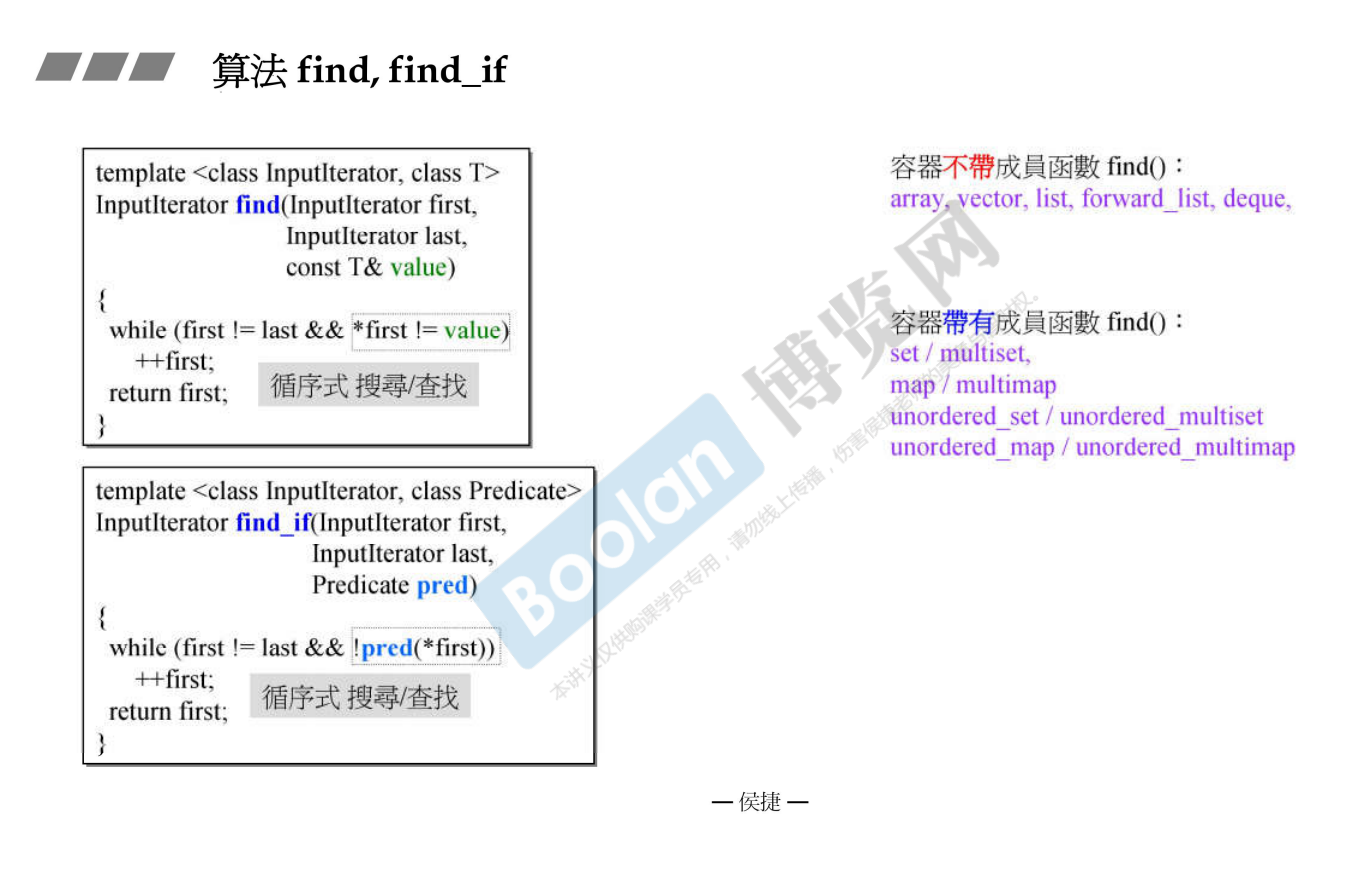 算法 find, find_if
template <class InputIterator, class T>
InputIterator find(InputIterator first,
InputIterator last,
const T& value)
{
while (first != last && *first != value)
++first;
return first;
循序式 搜尋/查找
}
template <class InputIterator, class Predicate>
InputIterator find_if(InputIterator first,
InputIterator last,
Predicate pred)
{
while (first != last && !pred(*first))
++first;
return first;
循序式 搜尋/查找
}
容器不帶成員函數 find()：
array, vector, list, forward_list, deque,
容器帶有成員函數 find()：
set / multiset,
map / multimap
unordered_set / unordered_multiset
unordered_map / unordered_multimap
Boolan 博览网
本讲义仅供购课学员专用，请勿线上传播，伤害侯捷老师的
— 侯捷 —